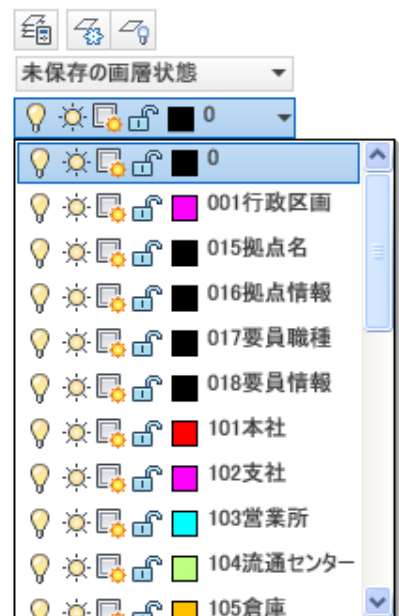 未保存の画層状態
0
0
001行政区画
015拠点名
016拠点情報
017要員職種
018要員情報
101本社
102支社
103営業所
104流通センター
105倉庫